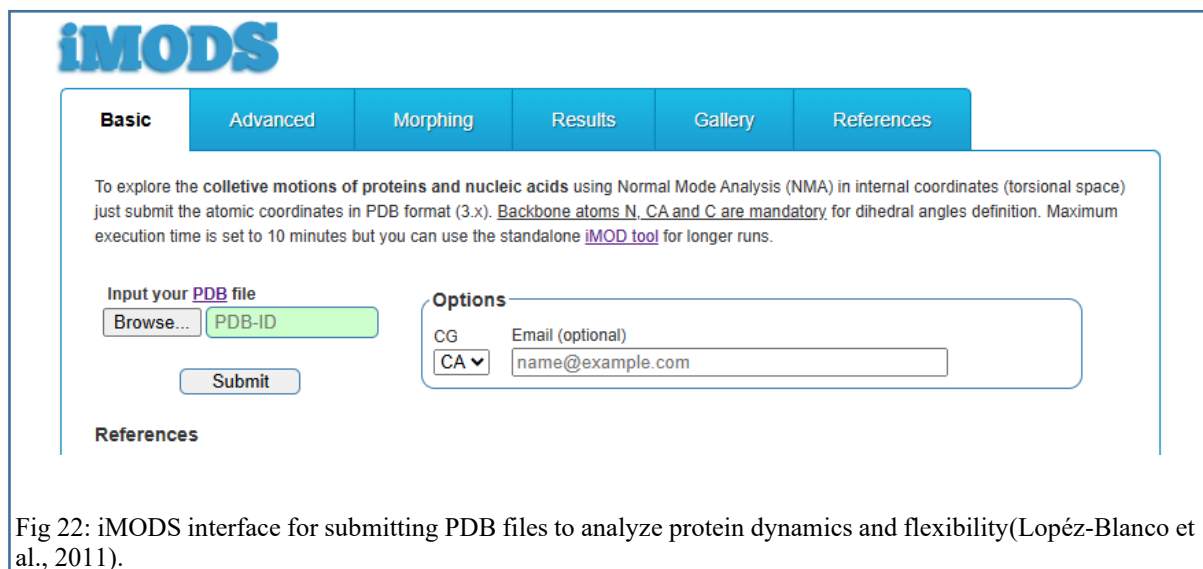 iMODS
Basic Advanced Morphing Results Gallery References
To explore the colletive motions of proteins and nucleic acids using Normal Mode Analysis (NMA) in internal coordinates (torsional space)
just submit the atomic coordinates in PDB format (3.x). Backbone atoms N, CA and C are mandatory for dihedral angles definition. Maximum
execution time is set to 10 minutes but you can use the standalone iMOD tool for longer runs.
Input your PDB file
Browse... PDB-ID
Submit
Options
CG Email (optional)
CA name@example.com
References
Fig 22: iMODS interface for submitting PDB files to analyze protein dynamics and flexibility(Lopéz-Blanco et
al., 2011).